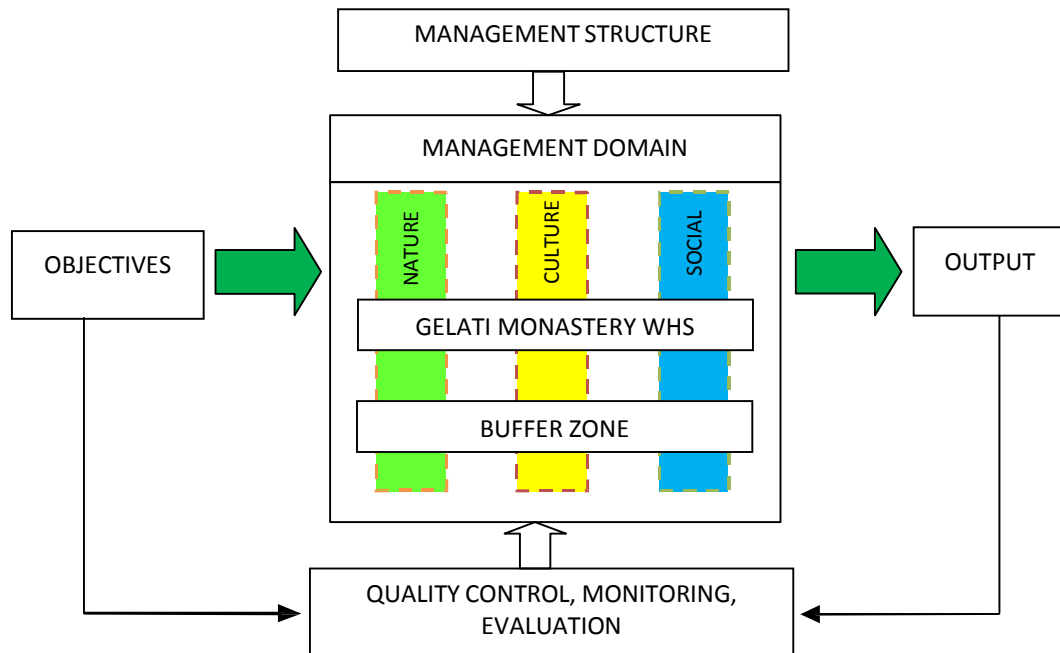 MANAGEMENT STRUCTURE
MANAGEMENT DOMAIN
NATURE
CULTURE
SOCIAL
OBJECTIVES
OUTPUT
GELATI MONASTERY WHS
BUFFER ZONE
QUALITY CONTROL, MONITORING,
EVALUATION